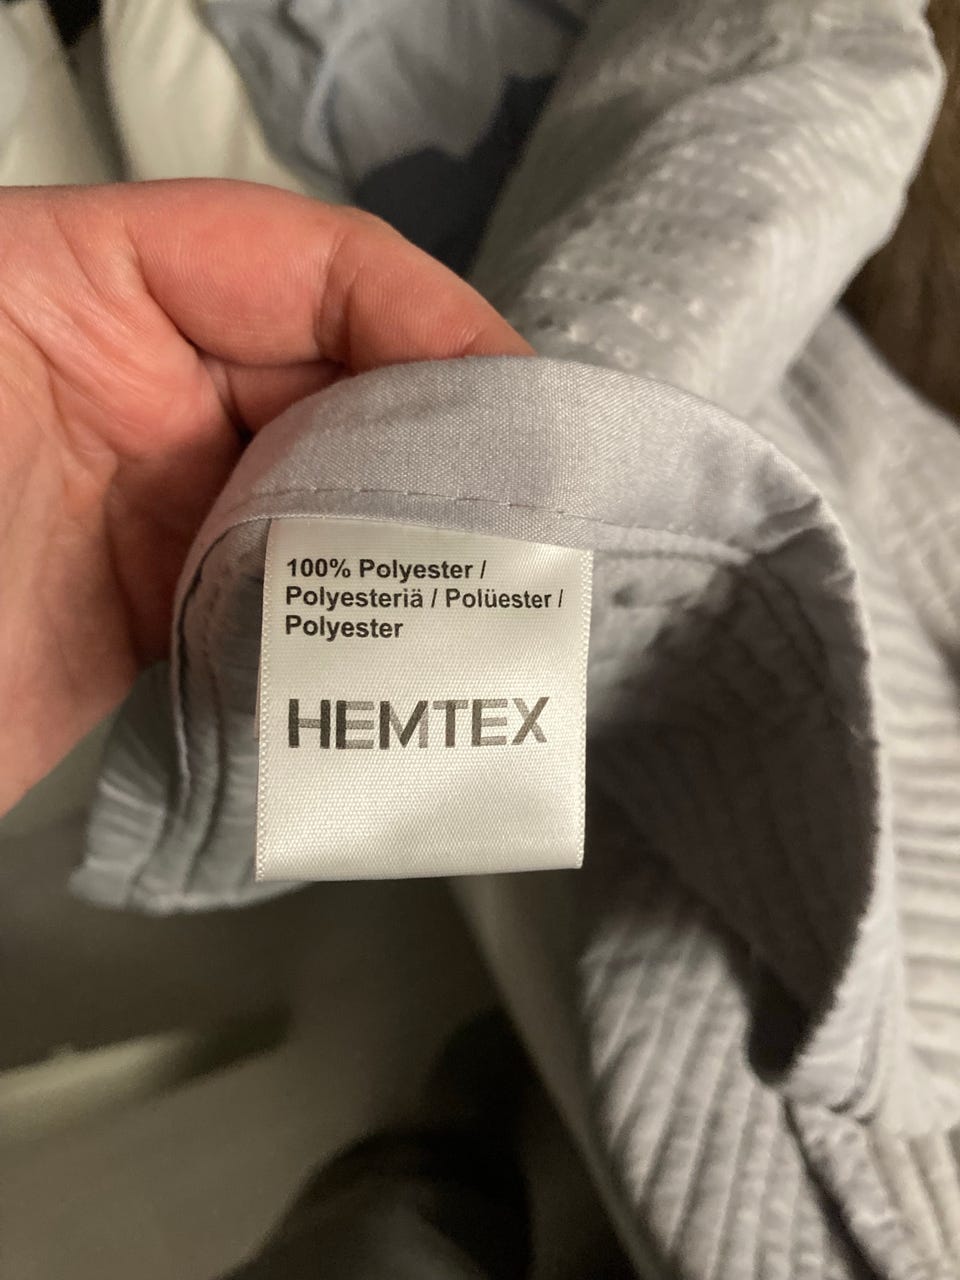 100% Polyester /
Polyesteriä / Polüester /
Polyester
HEMTEX